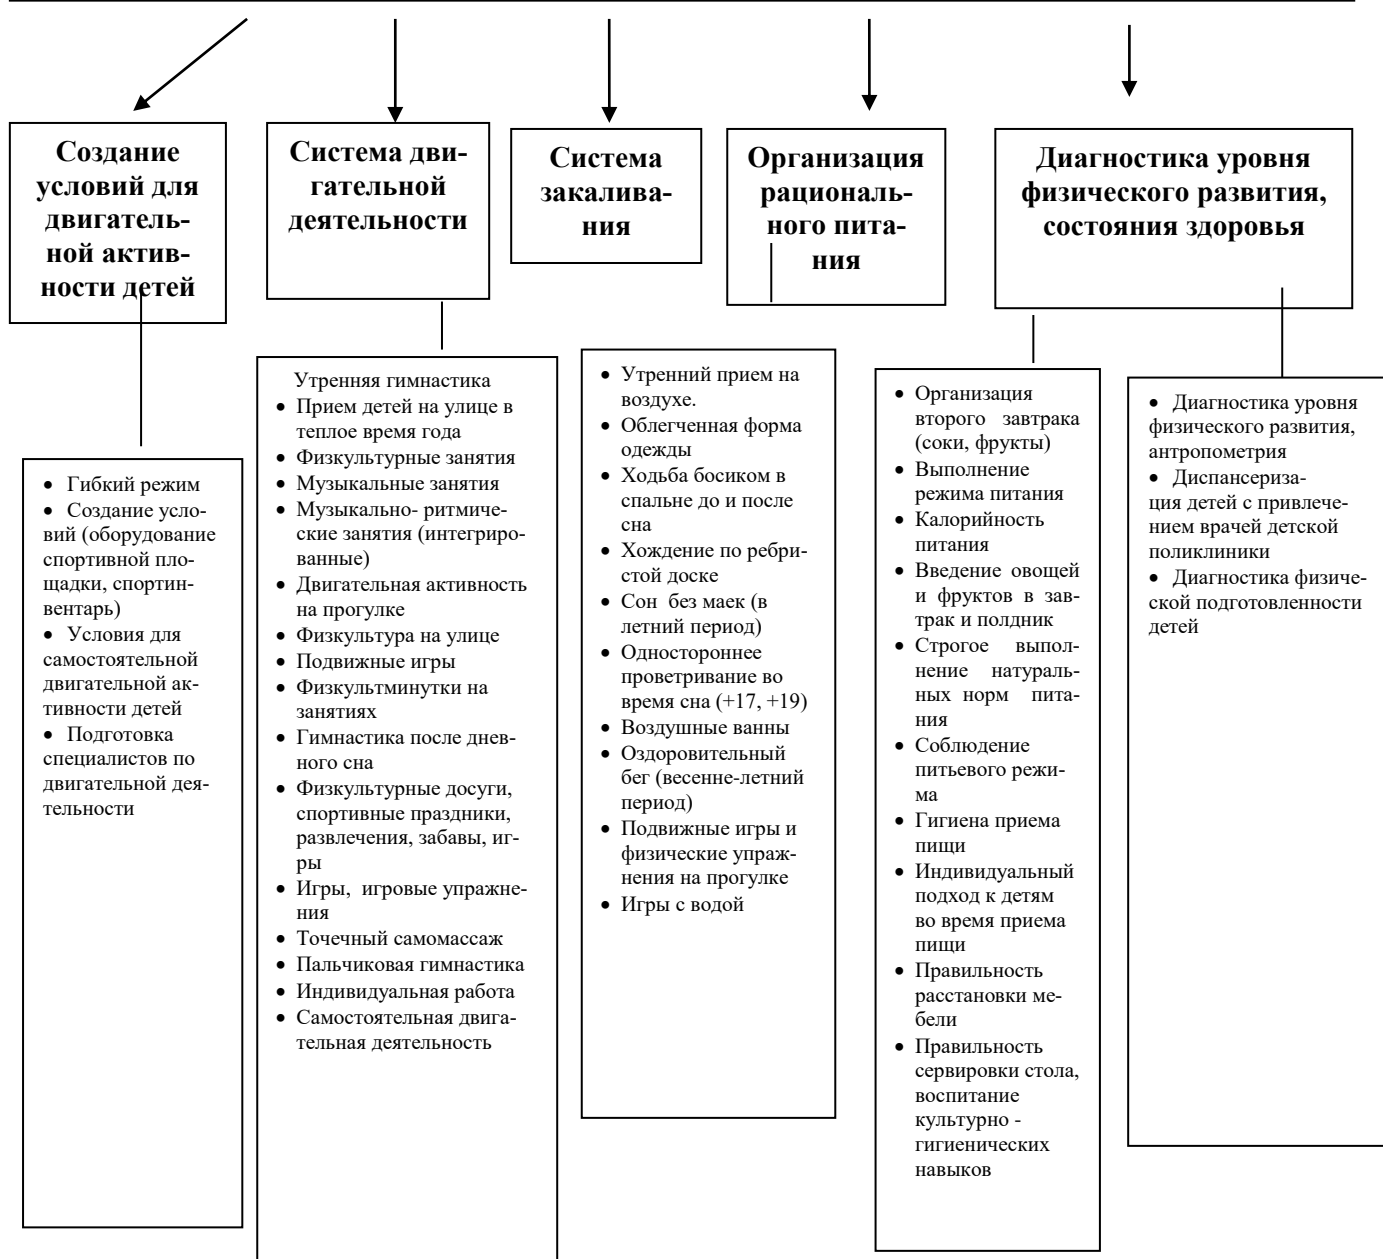 Создание
условий для
двигатель-
ной актив-
ности детей
Система дви-
гательной
деятельности
Система
закалива-
ния
Организация
рациональ-
ного пита-
ния
Диагностика уровня
физического развития,
состояния здоровья
• Гибкий режим
• Создание усло-
вий (оборудование
спортивной пло-
щадки, спортин-
вентарь)
• Условия для
самостоятельной
двигательной ак-
тивности детей
• Подготовка
специалистов по
двигательной дея-
тельности
Утренняя гимнастика
• Прием детей на улице в
теплое время года
• Физкультурные занятия
• Музыкальные занятия
• Музыкально- ритмиче-
ские занятия (интегриро-
ванные)
• Двигательная активность
на прогулке
• Физкультура на улице
• Подвижные игры
• Физкультминутки на
занятиях
• Гимнастика после днев-
ного сна
• Физкультурные досуги,
спортивные праздники,
развлечения, забавы, иг-
ры
• Игры, игровые упражне-
ния
• Точечный самомассаж
• Пальчиковая гимнастика
• Индивидуальная работа
• Самостоятельная двига-
тельная деятельность
• Утренний прием на
воздухе.
• Облегченная форма
одежды
• Ходьба босиком в
спальне до и после
сна
• Хождение по ребри-
стой доске
• Сон без маек (в
летний период)
• Одностороннее
проветривание во
время сна (+17, +19)
• Воздушные ванны
• Оздоровительный
бег (весенне-летний
период)
• Подвижные игры и
физические упраж-
нения на прогулке
• Игры с водой
• Организация
второго завтрака
(соки, фрукты)
• Выполнение
режима питания
• Калорийность
питания
• Введение овощей
и фруктов в зав-
трак и полдник
• Строгое выпол-
нение натураль-
ных норм пита-
ния
• Соблюдение
питьевого режи-
ма
• Гигиена приема
пищи
• Индивидуальный
подход к детям
во время приема
пищи
• Правильность
расстановки ме-
бели
• Правильность
сервировки стола,
воспитание
культурно -
гигиенических
навыков
• Диагностика уровня
физического развития,
антропометрия
• Диспансериза-
ция детей с привлече-
нием врачей детской
поликлиники
• Диагностика физиче-
ской подготовленности
детей